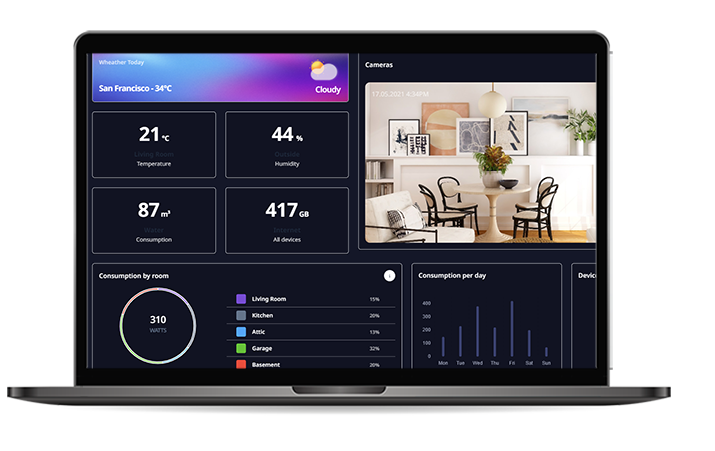 Wheather Today
San Francisco - 34°C
Cloudy
21 °C
Living Room
Temperature
44 %
Outside
Humidity
87 m³
Water
Consumption
417 GB
Internet
All devices
Cameras
17.05.2021 4:34PM
Consumption by room
310
WATTS
Living Room 15%
Kitchen 20%
Attic 13%
Garage 32%
Basement 20%
Consumption per day
400
300
200
100
0
Mon Tue Wed Thu Fri Sat Sun
Devic